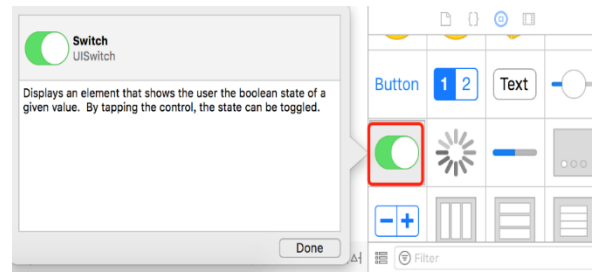 Switch
UISwitch
Displays an element that shows the user the boolean state of a
given value. By tapping the control, the state can be toggled.
Done
Button
1 2
Text
Filter